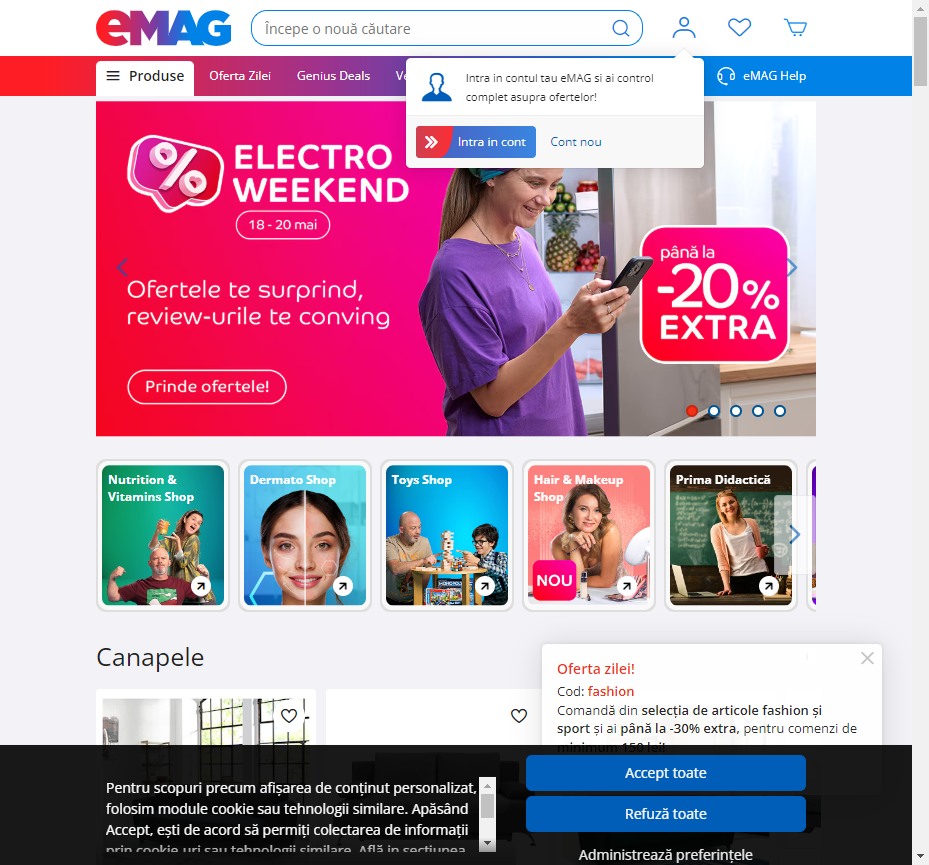 eMAG
Începe o nouă căutare
Produse
Oferta Zilei
Genius Deals
eMAG Help
Intra in contul tau eMAG si ai control
complet asupra ofertelor!
Intra in cont
Cont nou
ELECTRO
WEEKEND
18 - 20 mai
Ofertele te surprind,
review-urile te conving
Prinde ofertele!
până la
-20%
EXTRA
Nutrition &
Vitamins Shop
Dermato Shop
Toys Shop
MONOPOLY
Hair & Makeup
Shop
NOU
Prima Didactică
Canapele
Oferta zilei!
Cod: fashion
Comandă din selecția de articole fashion și
sport și ai până la -30% extra, pentru comenzi de
minimum 150 lei!
Pentru scopuri precum afișarea de conținut personalizat,
folosim module cookie sau tehnologii similare. Apăsând
Accept, ești de acord să permiți colectarea de informații
prin cookie-uri sau tehnologii similare. Află in secțiunea
Accept toate
Refuză toate
Administrează preferințele